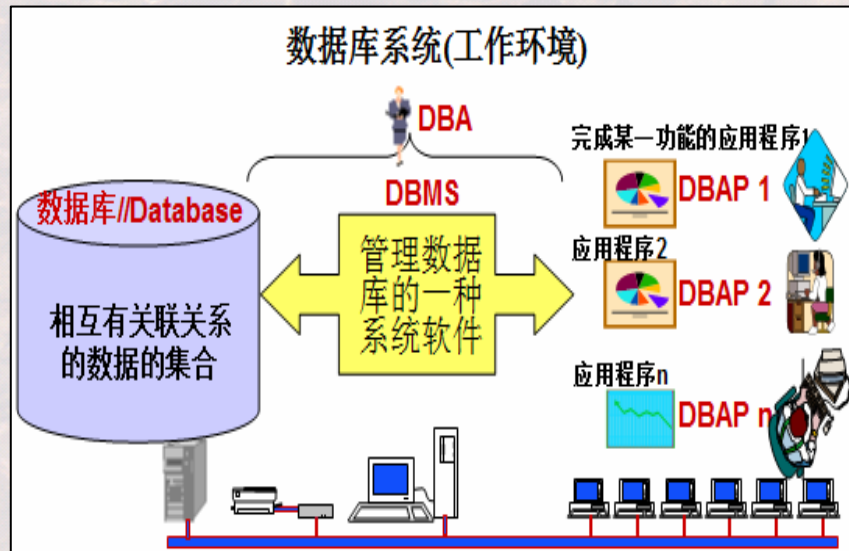 数据库系统(工作环境)
DBA
完成某一功能的应用程序1
DBAP 1
数据库//Database
DBMS
管理数据
库的一种
系统软件
应用程序2
DBAP 2
相互有关联关系
的数据的集合
应用程序n
DBAP n